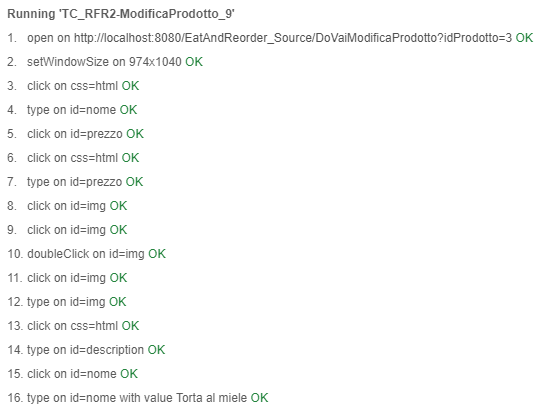 Running 'TC_RFR2-ModificaProdotto_9'
1. open on http://localhost:8080/EatAndReorder_Source/DoVaiModificaProdotto?idProdotto=3 OK
2. setWindowSize on 974x1040 OK
3. click on css=html OK
4. type on id=nome OK
5. click on id=prezzo OK
6. click on css=html OK
7. type on id=prezzo OK
8. click on id=img OK
9. click on id=img OK
10. doubleClick on id=img OK
11. click on id=img OK
12. type on id=img OK
13. click on css=html OK
14. type on id=description OK
15. click on id=nome OK
16. type on id=nome with value Torta al miele OK